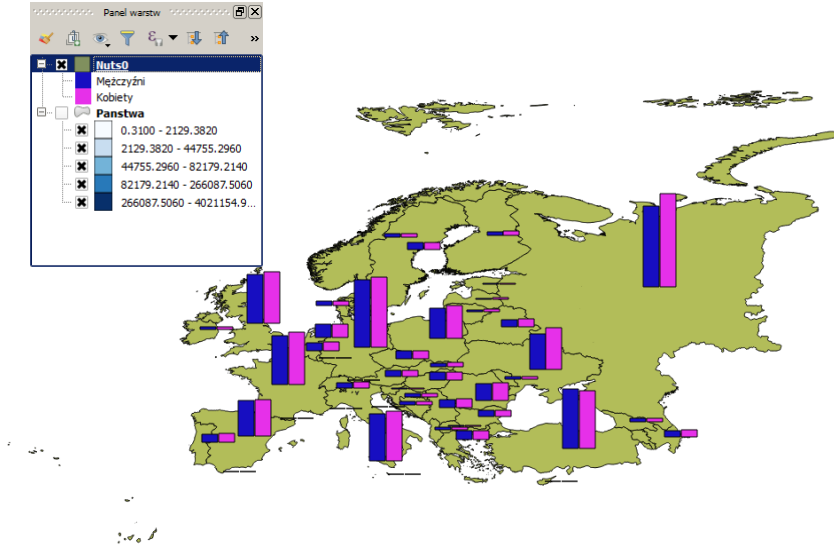 Panel warstw
»
Nuts0
Mężczyźni
Kobiety
Panstwa
0.3100 - 2129.3820
2129.3820 - 44755.2960
44755.2960 - 82179.2140
82179.2140 - 266087.5060
266087.5060 - 4021154.9...